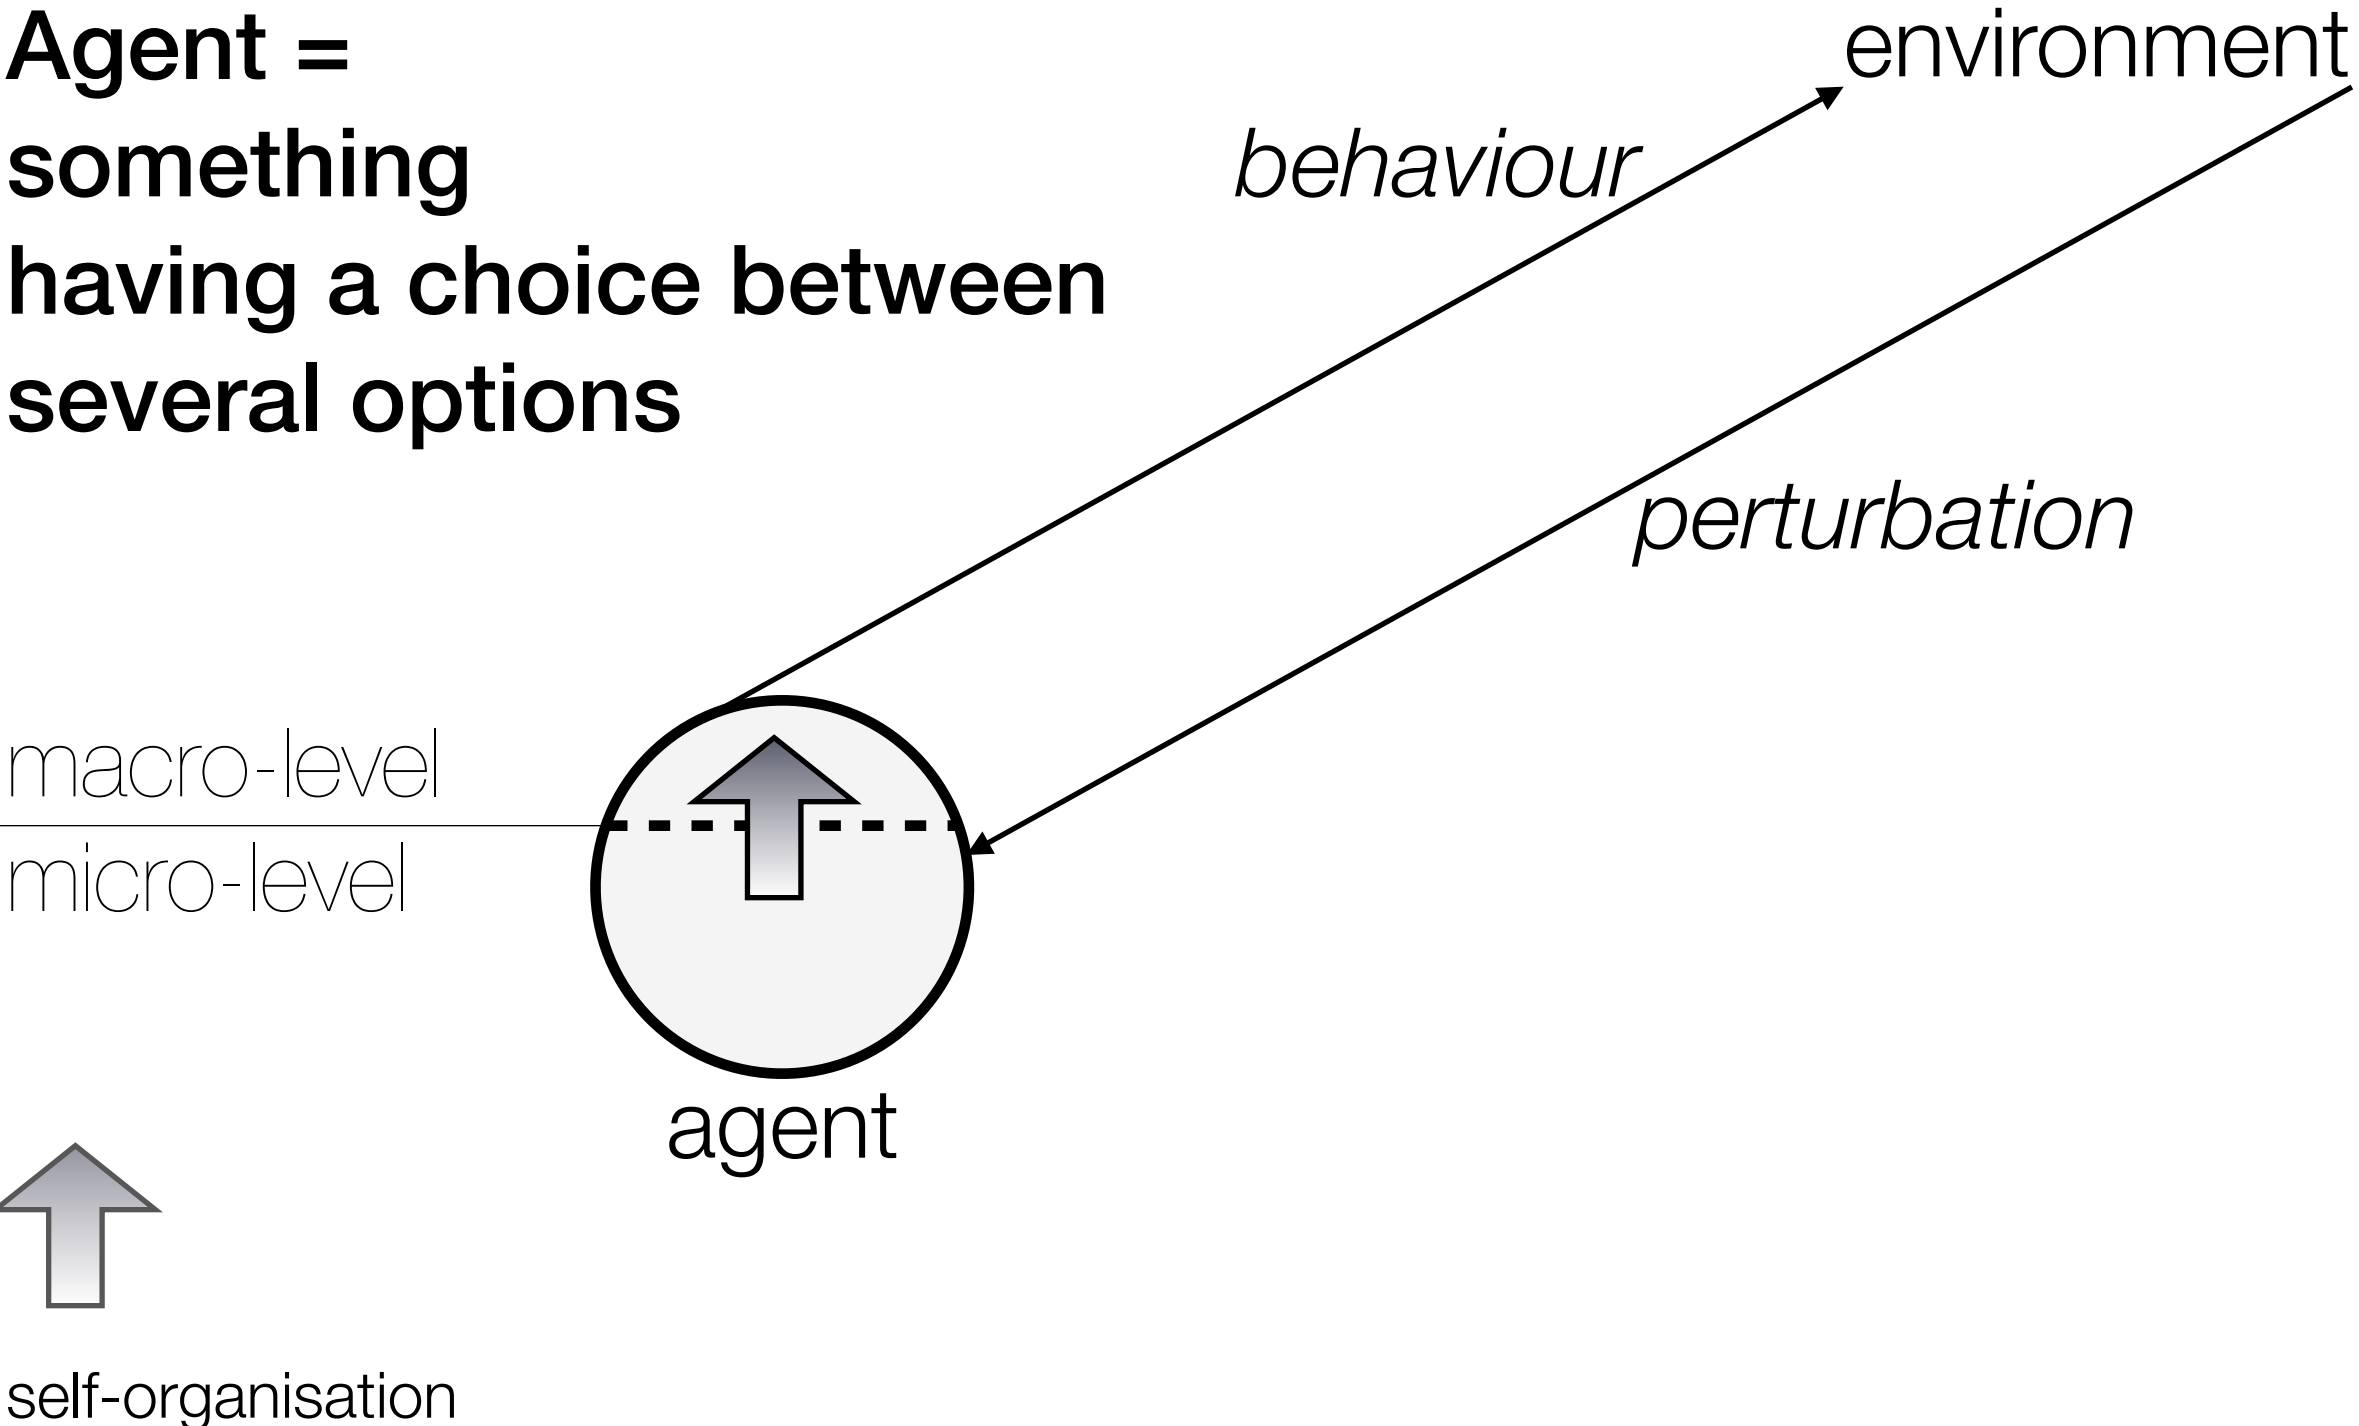 Agent =
something
having a choice between
several options
environment
behaviour
perturbation
macro-level
micro-level
agent
self-organisation